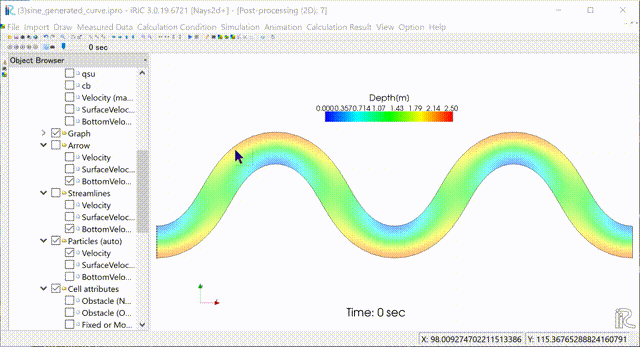 (3)sine_generated_curve.ipro - iRIC 3.0.19.6721 [Nays2d+] - [Post-processing (2D): 7]
File Import Draw Measured Data Calculation Condition Simulation Animation Calculation Result View Option Help
0 sec
Object Browser
qsu
cb
Velocity (ma...
SurfaceVeloc...
BottomVelo...
Graph
Arrow
Velocity
SurfaceVeloc...
BottomVelo...
Streamlines
Velocity
SurfaceVeloc...
BottomVelo...
Particles (auto)
Velocity
SurfaceVeloc...
BottomVelo...
Cell attributes
Obstacle (N...
Obstacle (O...
Fixed or Mo...
Depth(m)
0.000 0.357 0.714 1.07 1.43 1.79 2.14 2.50
Time: 0 sec
iRIC
X: 98.009274702211513386 Y: 115.36765288824160791